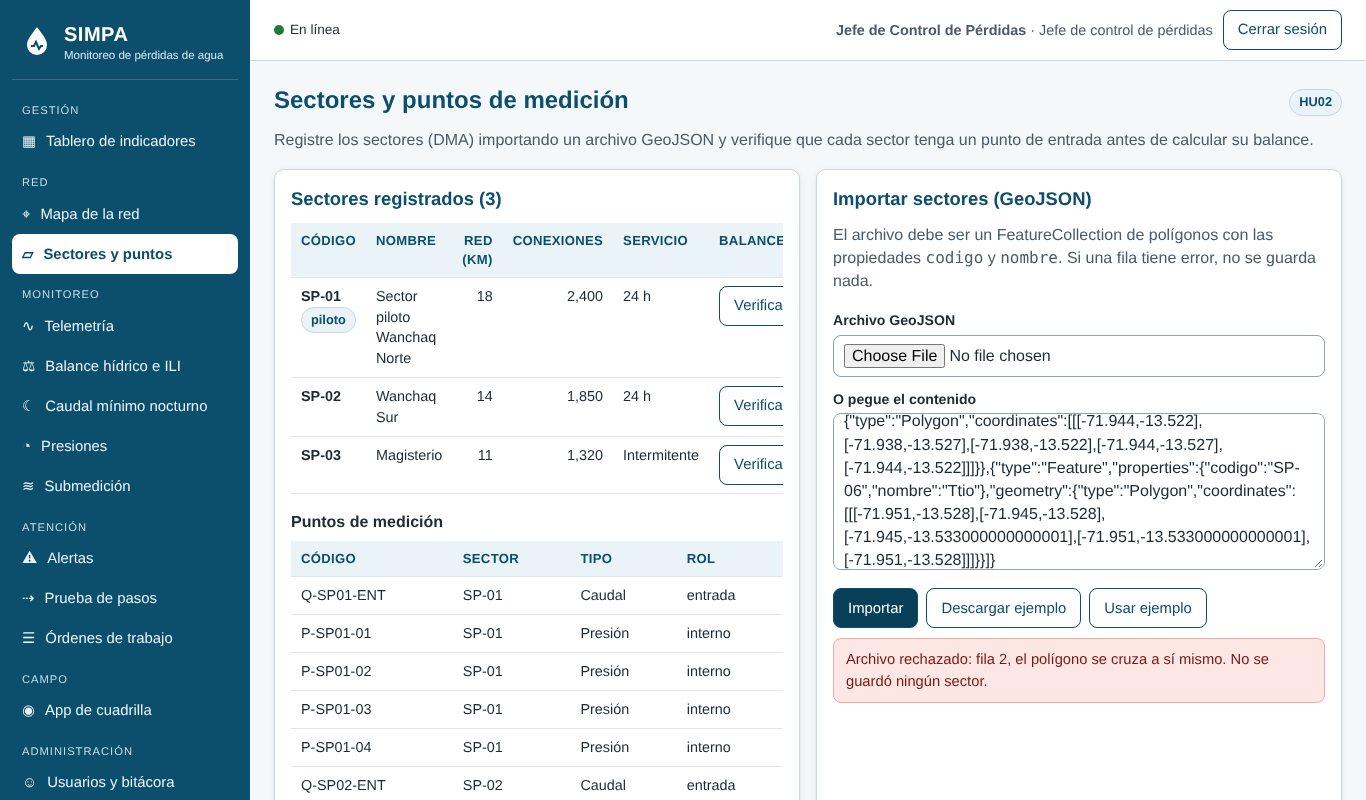 SIMPA
Monitoreo de pérdidas de agua
GESTIÓN
Tablero de indicadores
RED
Mapa de la red
Sectores y puntos
MONITOREO
Telemetría
Balance hídrico e ILI
Caudal mínimo nocturno
Presiones
Submedición
ATENCIÓN
Alertas
Prueba de pasos
Órdenes de trabajo
CAMPO
App de cuadrilla
ADMINISTRACIÓN
Usuarios y bitácora
En línea
Jefe de Control de Pérdidas · Jefe de control de pérdidas
Cerrar sesión
Sectores y puntos de medición
HU02
Registre los sectores (DMA) importando un archivo GeoJSON y verifique que cada sector tenga un punto de entrada antes de calcular su balance.
Sectores registrados (3)
CÓDIGO NOMBRE RED (KM) CONEXIONES SERVICIO BALANCE
SP-01 piloto Sector piloto Wanchaq Norte 18 2,400 24 h Verifica
SP-02 Wanchaq Sur 14 1,850 24 h Verifica
SP-03 Magisterio 11 1,320 Intermitente Verifica
Puntos de medición
CÓDIGO SECTOR TIPO ROL
Q-SP01-ENT SP-01 Caudal entrada
P-SP01-01 SP-01 Presión interno
P-SP01-02 SP-01 Presión interno
P-SP01-03 SP-01 Presión interno
P-SP01-04 SP-01 Presión interno
Q-SP02-ENT SP-02 Caudal entrada
Importar sectores (GeoJSON)
El archivo debe ser un FeatureCollection de polígonos con las
propiedades codigo y nombre. Si una fila tiene error, no se guarda
nada.
Archivo GeoJSON
Choose File No file chosen
O pegue el contenido
{"type":"Polygon","coordinates":[[[-71.944,-13.522],
[-71.938,-13.527],[-71.938,-13.522],[-71.944,-13.527],
[-71.944,-13.522]]]}},{"type":"Feature","properties":{"codigo":"SP-
06","nombre":"Ttio"},"geometry":{"type":"Polygon","coordinates":
[[[-71.951,-13.528],[-71.945,-13.528],
[-71.945,-13.533000000000001],[-71.951,-13.533000000000001],
[-71.951,-13.528]]]}}]}
Importar
Descargar ejemplo
Usar ejemplo
Archivo rechazado: fila 2, el polígono se cruza a sí mismo. No se
guardó ningún sector.